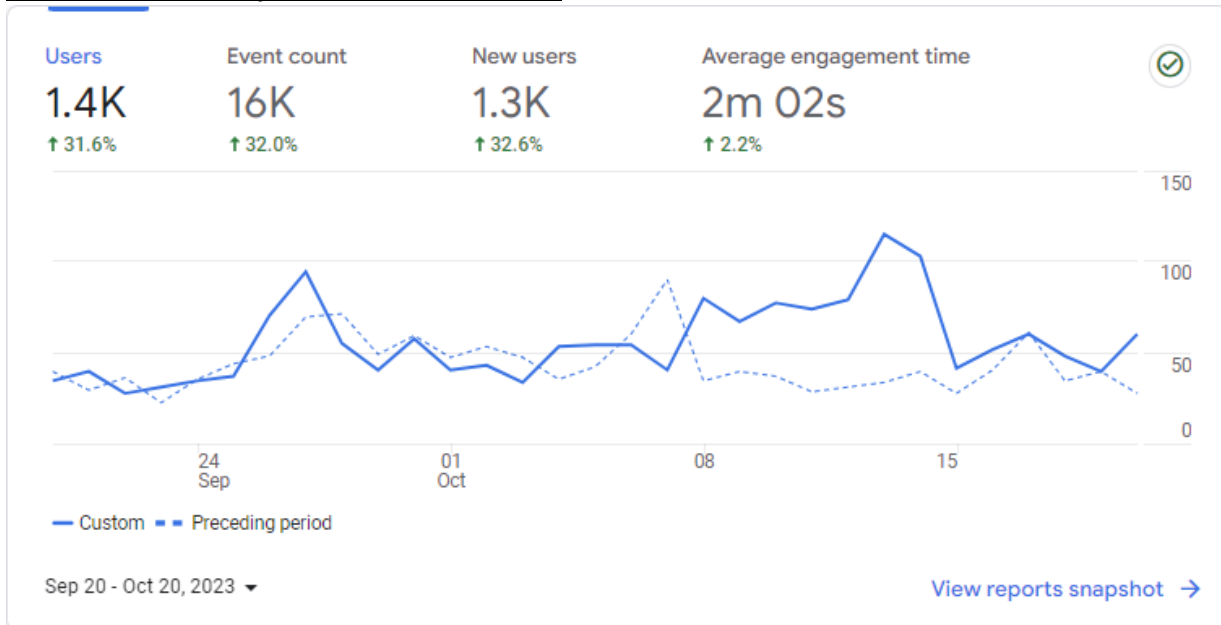 Users Event count New users Average engagement time
1.4K 16K 1.3K 2m 02s
↑ 31.6% ↑ 32.0% ↑ 32.6% ↑ 2.2%
150
100
50
0
24 01 08 15
Sep Oct
Custom Preceding period
Sep 20 - Oct 20, 2023
View reports snapshot →